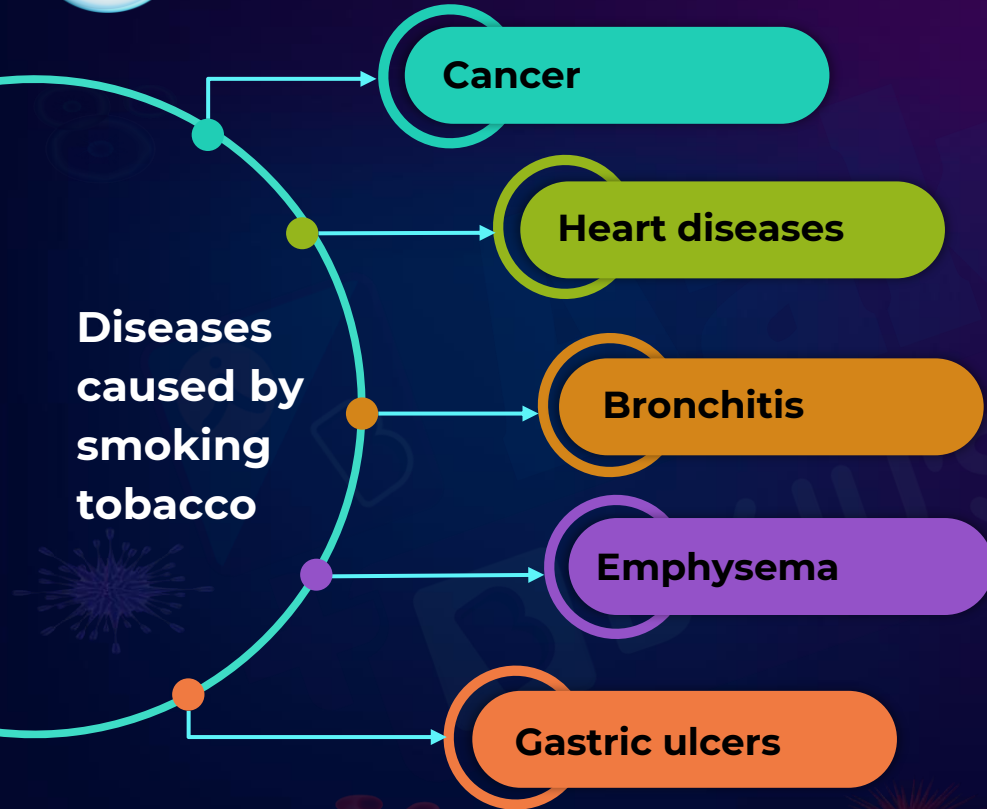 Cancer
Heart diseases
Diseases
caused by
smoking
tobacco
Bronchitis
Emphysema
Gastric ulcers